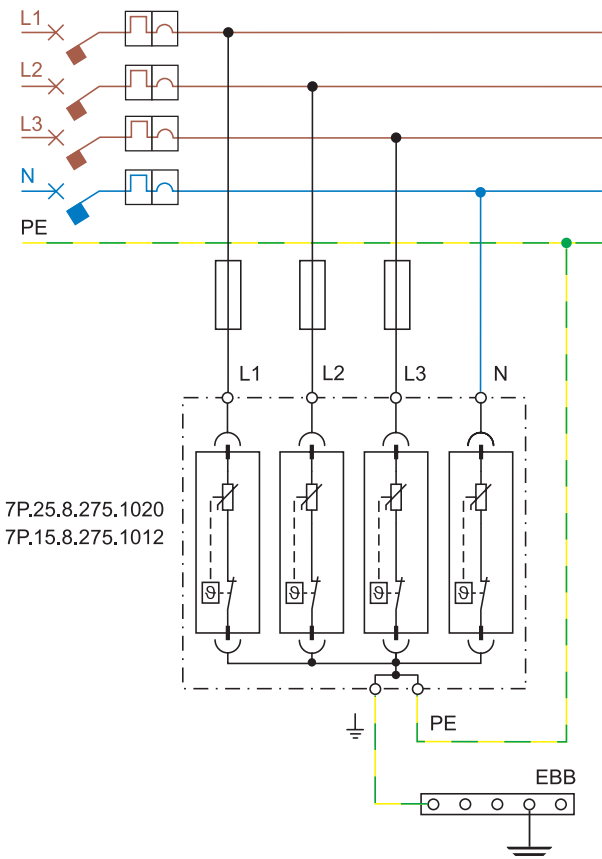 L1
L2
L3
N
PE
L1 L2 L3 N
7P.25.8.275.1020
7P.15.8.275.1012
ϑ ϑ ϑ ϑ
PE
EBB